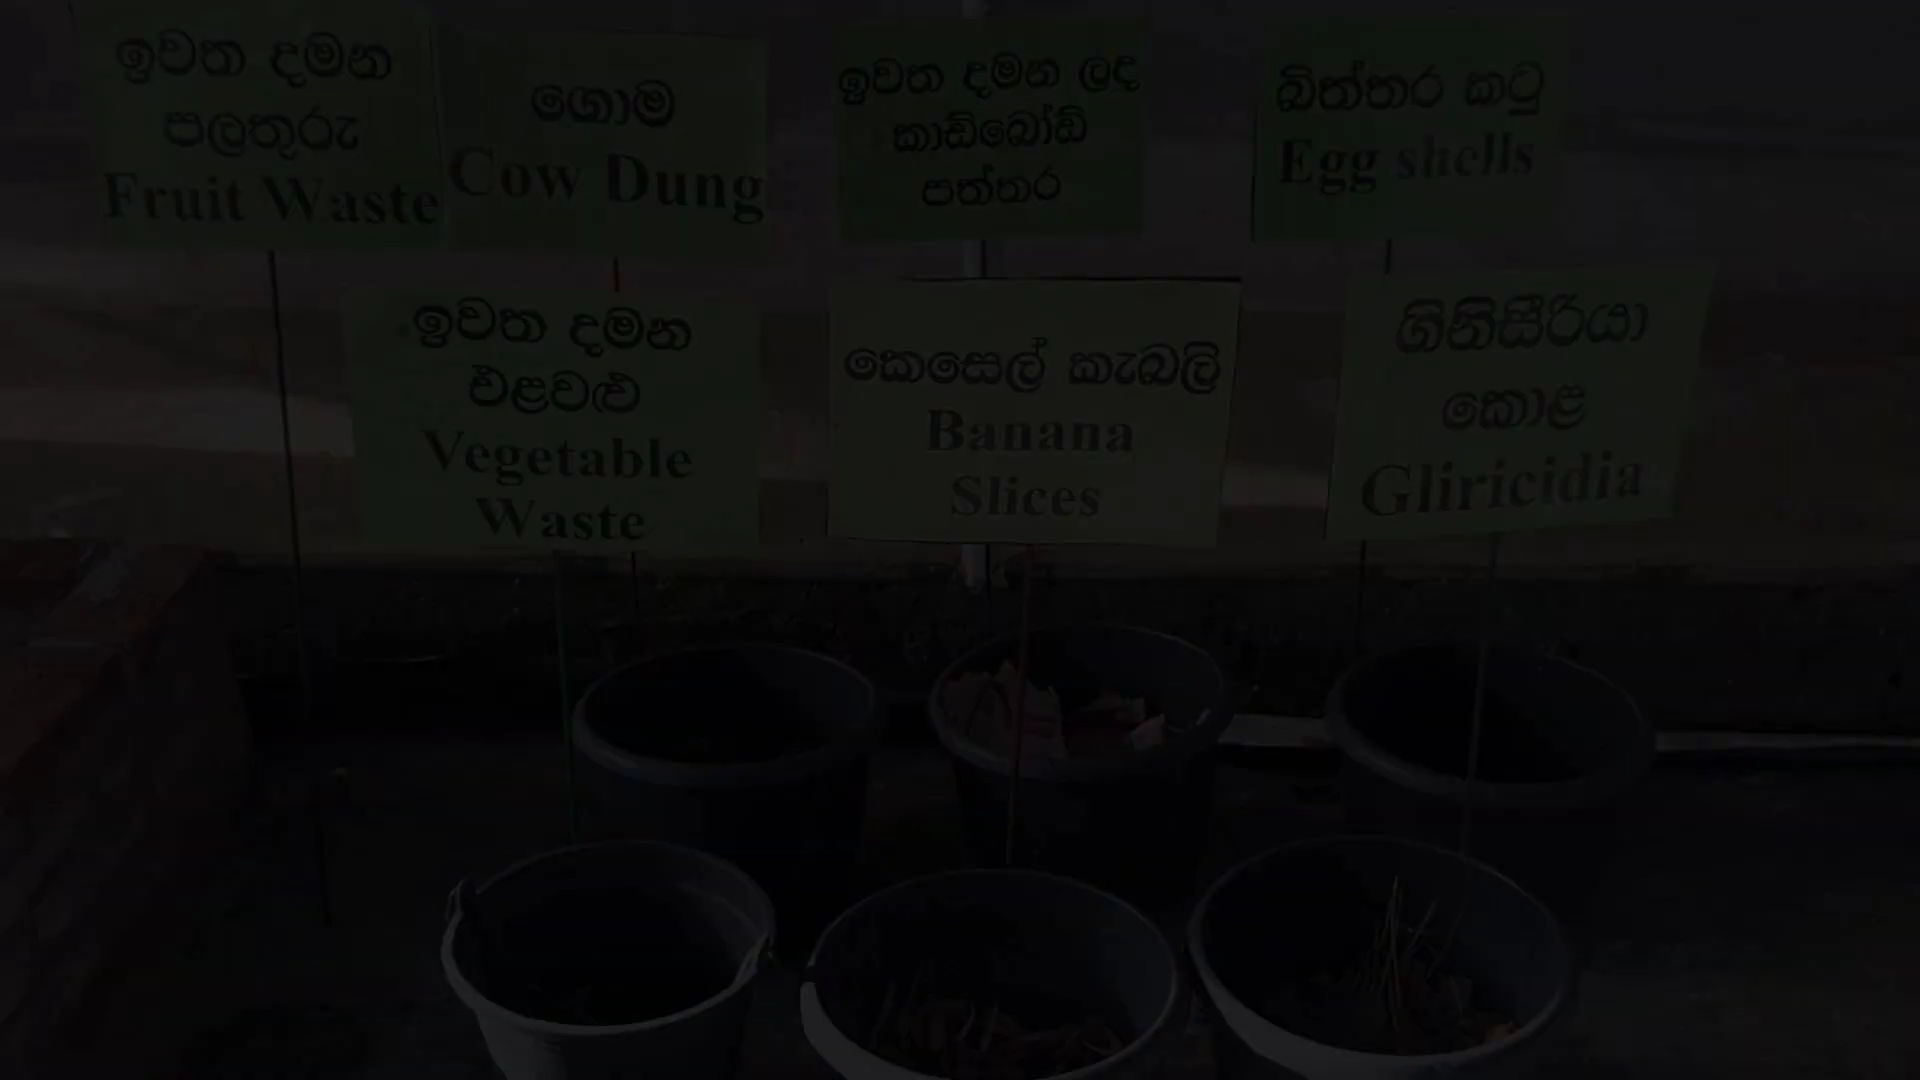 ඉවත දමන
පලතුරු
Fruit Waste
ගොම
Cow Dung
ඉවත දමන ලද
කාඩ්බෝඩ්
පත්තර
බිත්තර කටු
Egg shells
ඉවත දමන
එළවළු
Vegetable
Waste
කෙසෙල් කැබලි
Banana
Slices
ගිනිසීරියා
කොළ
Gliricidia